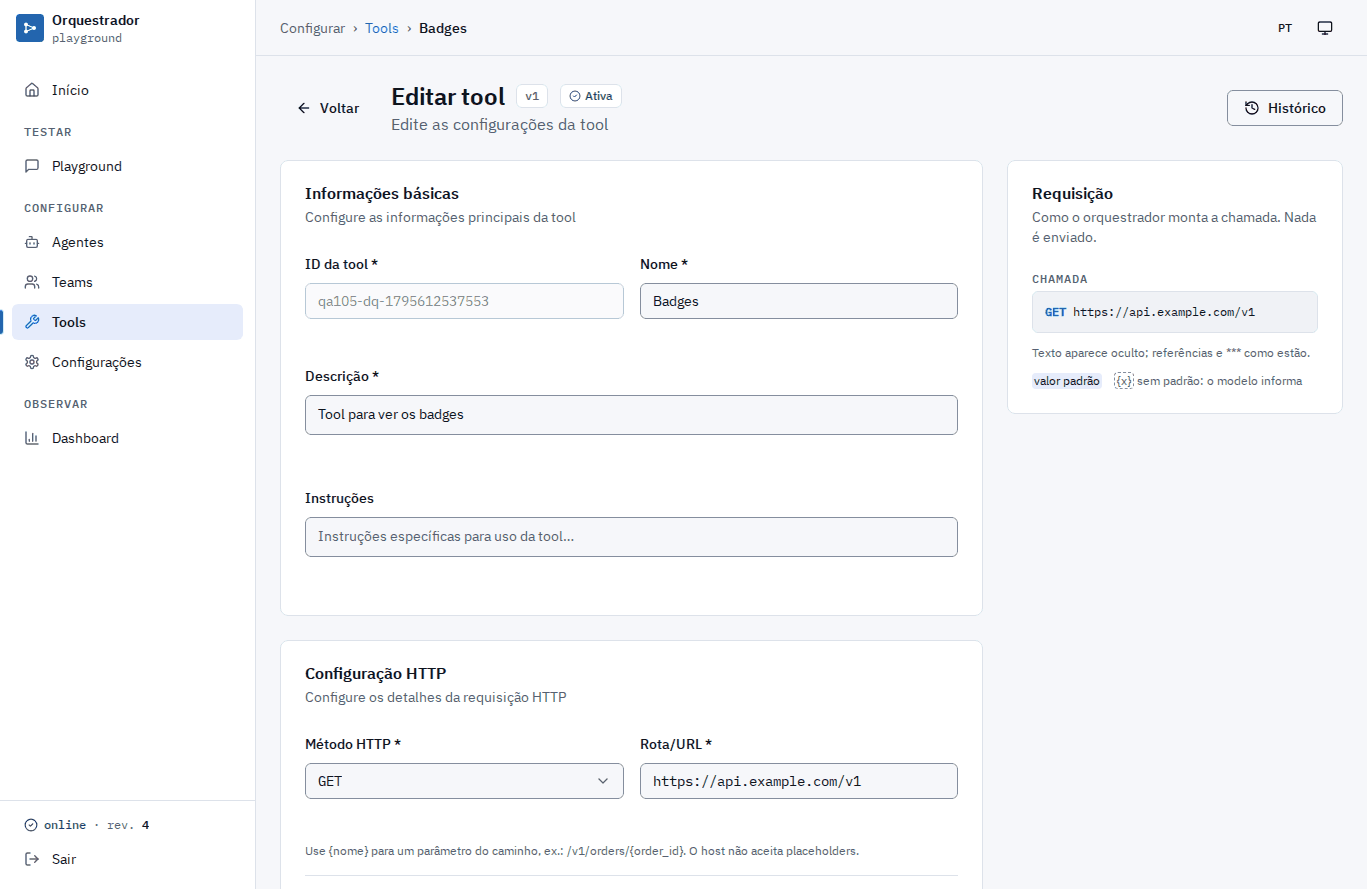 Orquestrador
playground
Início
TESTAR
Playground
CONFIGURAR
Agentes
Teams
Tools
Configurações
OBSERVAR
Dashboard
online · rev. 4
Sair
Configurar › Tools › Badges
PT
Voltar
Editar tool v1 Ativa
Edite as configurações da tool
Histórico
Informações básicas
Configure as informações principais da tool
ID da tool * Nome *
qa105-dq-1795612537553 Badges
Descrição *
Tool para ver os badges
Instruções
Instruções específicas para uso da tool...
Configuração HTTP
Configure os detalhes da requisição HTTP
Método HTTP * Rota/URL *
GET https://api.example.com/v1
Use {nome} para um parâmetro do caminho, ex.: /v1/orders/{order_id}. O host não aceita placeholders.
Requisição
Como o orquestrador monta a chamada. Nada
é enviado.
CHAMADA
GET https://api.example.com/v1
Texto aparece oculto; referências e *** como estão.
valor padrão {x} sem padrão: o modelo informa